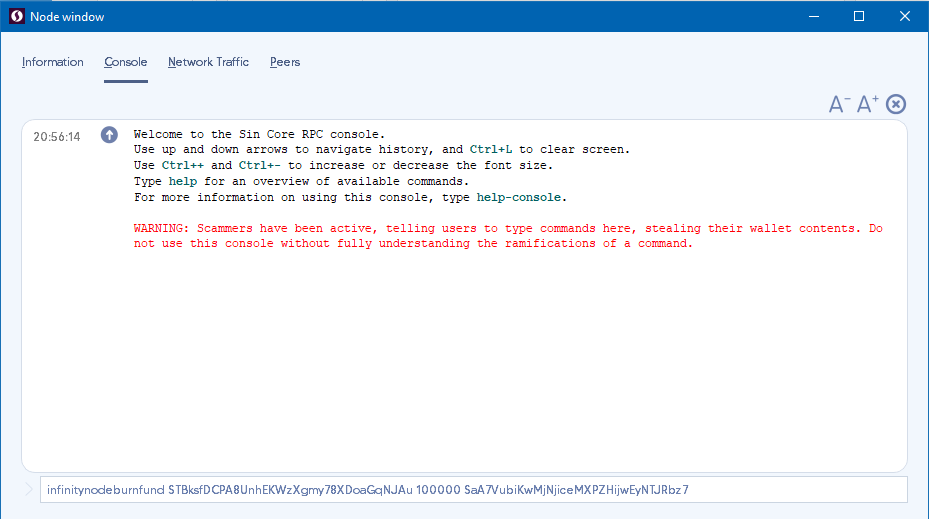 Node window
Information Console Network Traffic Peers
A- A+
20:56:14 Welcome to the Sin Core RPC console.
Use up and down arrows to navigate history, and Ctrl+L to clear screen.
Use Ctrl++ and Ctrl+- to increase or decrease the font size.
Type help for an overview of available commands.
For more information on using this console, type help-console.
WARNING: Scammers have been active, telling users to type commands here, stealing their wallet contents. Do
not use this console without fully understanding the ramifications of a command.
infinitynodeburnfund STBksfDCPA8UnhEKWzXgmy78XDoaGqNJAu 100000 SaA7VubiKwMjNjiceMXPZHijwEyNTJRbz7